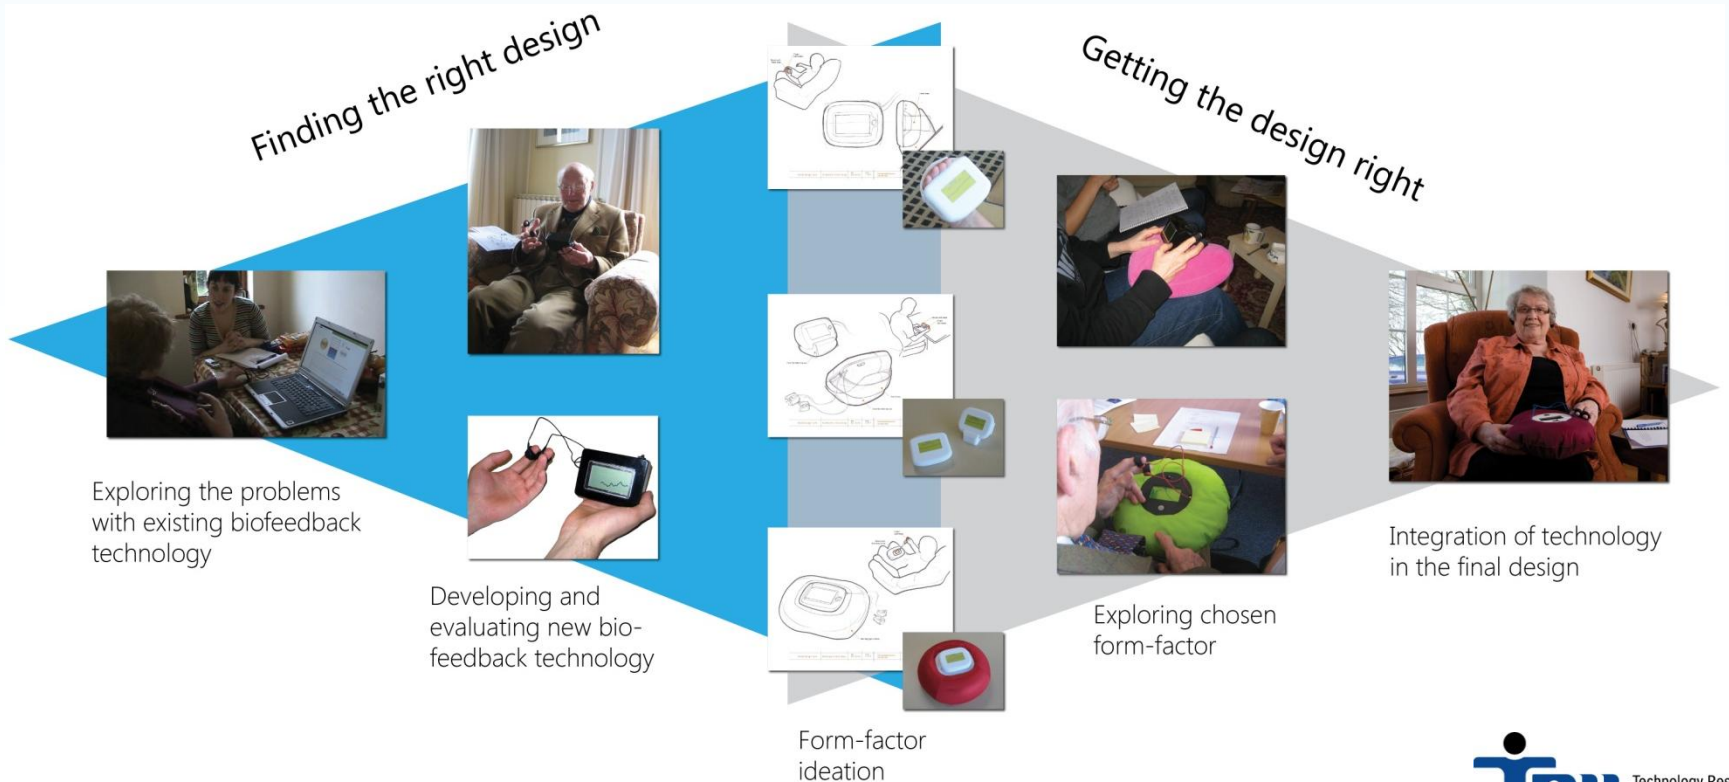 Finding the right design
Getting the design right
Exploring the problems
with existing biofeedback
technology
Developing and
evaluating new bio-
feedback technology
Form-factor
ideation
Exploring chosen
form-factor
Integration of technology
in the final design
Technology Res